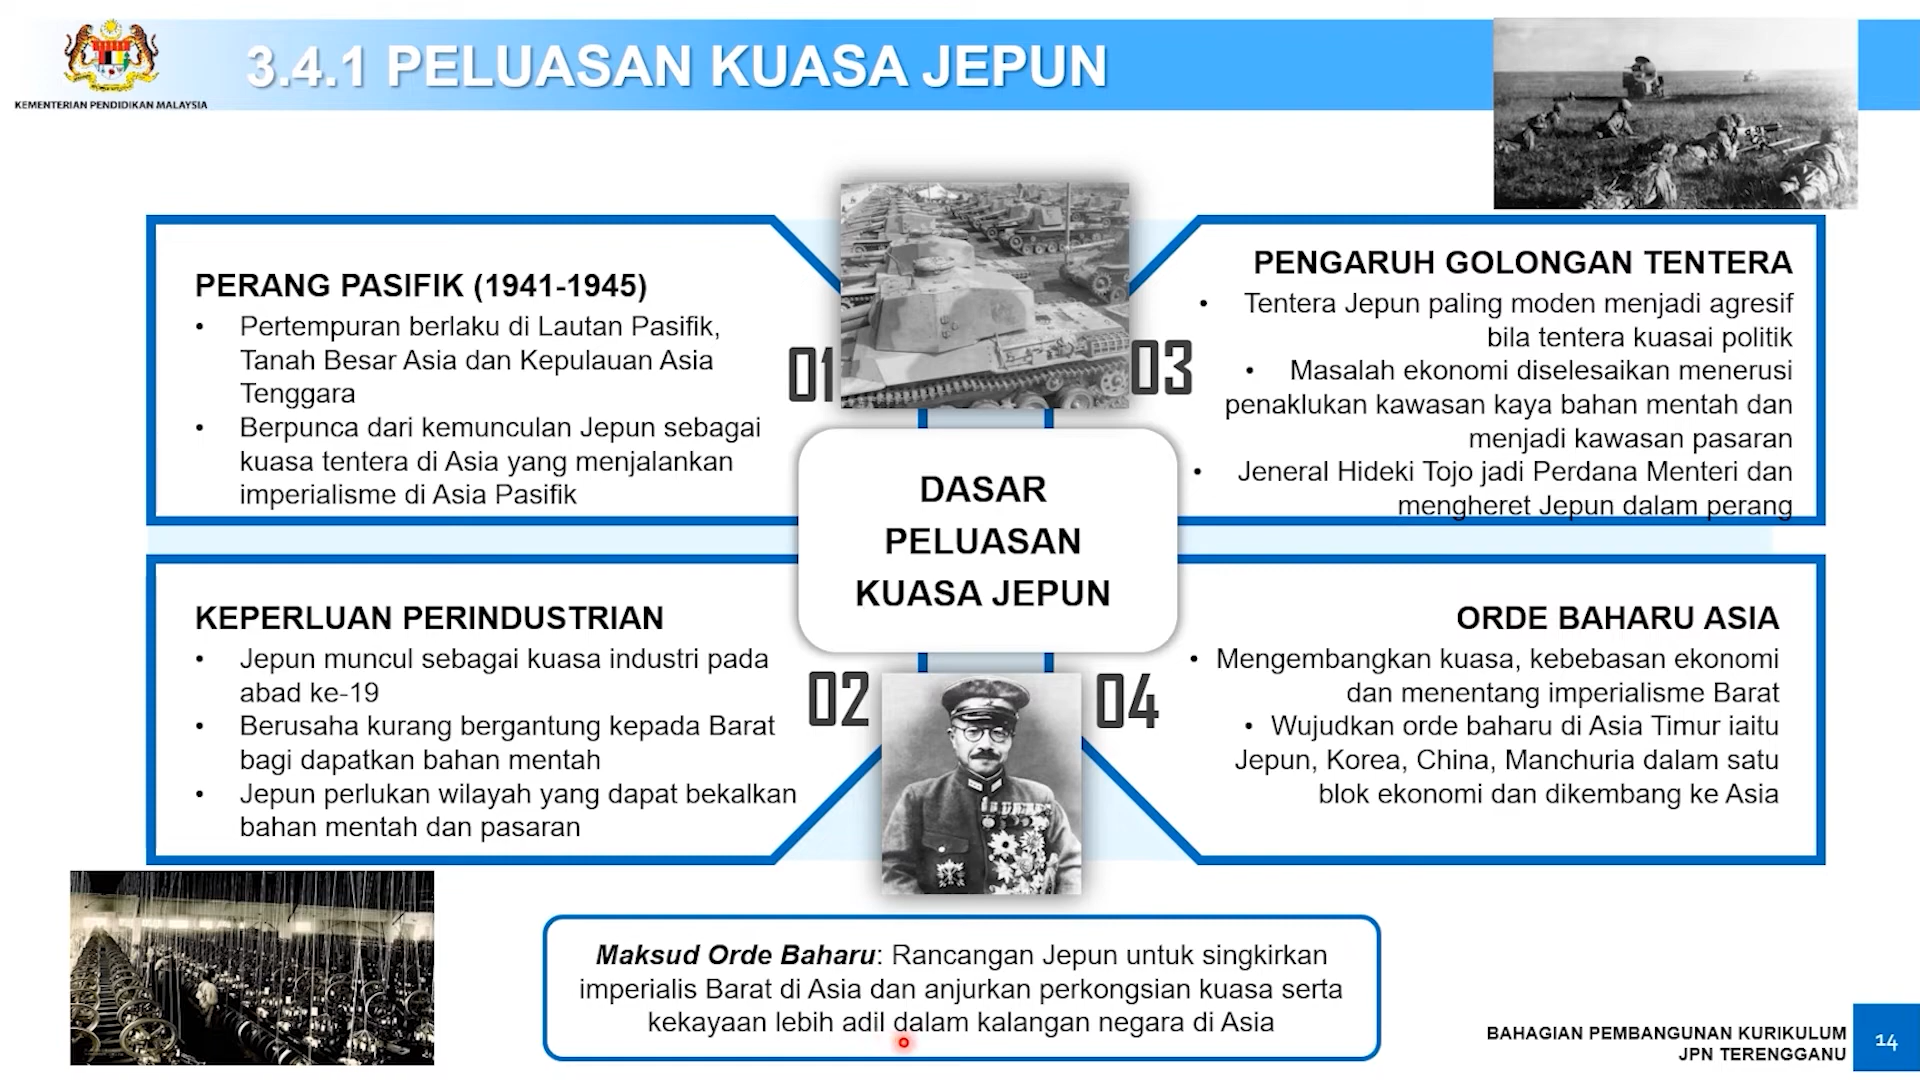 KEMENTERIAN PENDIDIKAN MALAYSIA
3.4.1 PELUASAN KUASA JEPUN
PERANG PASIFIK (1941-1945)
• Pertempuran berlaku di Lautan Pasifik,
Tanah Besar Asia dan Kepulauan Asia
Tenggara
• Berpunca dari kemunculan Jepun sebagai
kuasa tentera di Asia yang menjalankan
imperialisme di Asia Pasifik
01
KEPERLUAN PERINDUSTRIAN
• Jepun muncul sebagai kuasa industri pada
abad ke-19
• Berusaha kurang bergantung kepada Barat
bagi dapatkan bahan mentah
• Jepun perlukan wilayah yang dapat bekalkan
bahan mentah dan pasaran
02
DASAR
PELUASAN
KUASA JEPUN
03
PENGARUH GOLONGAN TENTERA
• Tentera Jepun paling moden menjadi agresif
bila tentera kuasai politik
• Masalah ekonomi diselesaikan menerusi
penaklukan kawasan kaya bahan mentah dan
menjadi kawasan pasaran
• Jeneral Hideki Tojo jadi Perdana Menteri dan
mengheret Jepun dalam perang
04
ORDE BAHARU ASIA
• Mengembangkan kuasa, kebebasan ekonomi
dan menentang imperialisme Barat
• Wujudkan orde baharu di Asia Timur iaitu
Jepun, Korea, China, Manchuria dalam satu
blok ekonomi dan dikembang ke Asia
Maksud Orde Baharu: Rancangan Jepun untuk singkirkan
imperialis Barat di Asia dan anjurkan perkongsian kuasa serta
kekayaan lebih adil dalam kalangan negara di Asia
BAHAGIAN PEMBANGUNAN KURIKULUM
JPN TERENGGANU
14